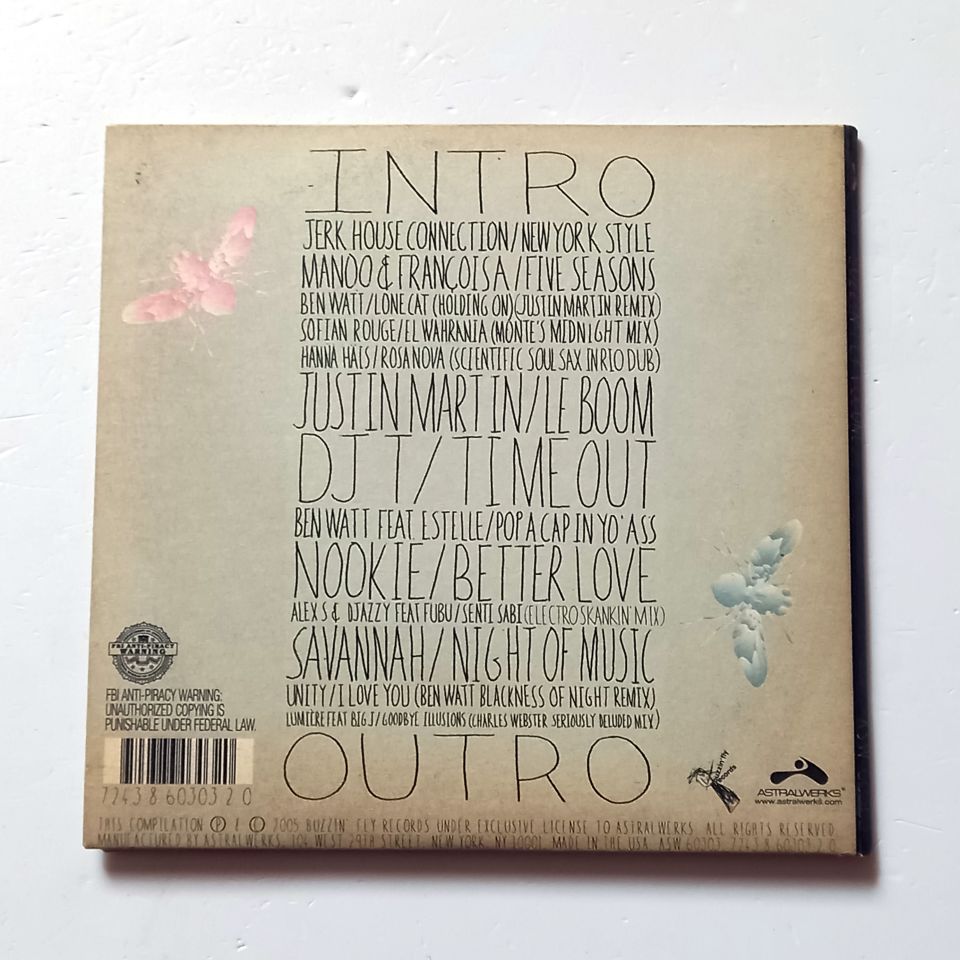 INTRO
JERK HOUSE CONNECTION/NEW YORK STYLE
MANOO & FRANÇOIS A/FIVE SEASONS
BEN WATT/LONE CAT (HOLDING ON)(JUSTIN MARTIN REMIX)
SOFIAN ROUGE/EL WAHRANIA (MONTE'S MIDNIGHT MIX)
HANNA HAIS/ROSA NOVA (SCIENTIFIC SOUL SAX IN RIO DUB)
JUSTIN MARTIN/LE BOOM
DJ T/TIME OUT
BEN WATT FEAT ESTELLE/POP A CAP IN YO' ASS
NOOKIE/BETTER LOVE
ALEX S & DJAZZY FEAT FUBU/SENTI SABI (ELECTRO SKANKIN' MIX)
SAVANNAH/NIGHT OF MUSIC
UNITY/I LOVE YOU (BEN WATT BLACKNESS OF NIGHT REMIX)
LUMIÈRE FEAT BIG J/GOODBYE ILLUSIONS (CHARLES WEBSTER SERIOUSLY DELUDED MIX)
OUTRO
FBI ANTI-PIRACY
WARNING
FBI ANTI-PIRACY WARNING:
UNAUTHORIZED COPYING IS
PUNISHABLE UNDER FEDERAL LAW.
7243 8 60303 2 0
buzzin' fly
records
ASTRALWERKS
www.astralwerks.com
THIS COMPILATION Ⓟ / © 2005 BUZZIN' FLY RECORDS UNDER EXCLUSIVE LICENSE TO ASTRALWERKS. ALL RIGHTS RESERVED.
MANUFACTURED BY ASTRALWERKS, 104 WEST 29TH STREET, NEW YORK, NY 10001. MADE IN THE USA. ASW 60303. 7243 8 60303 2 0